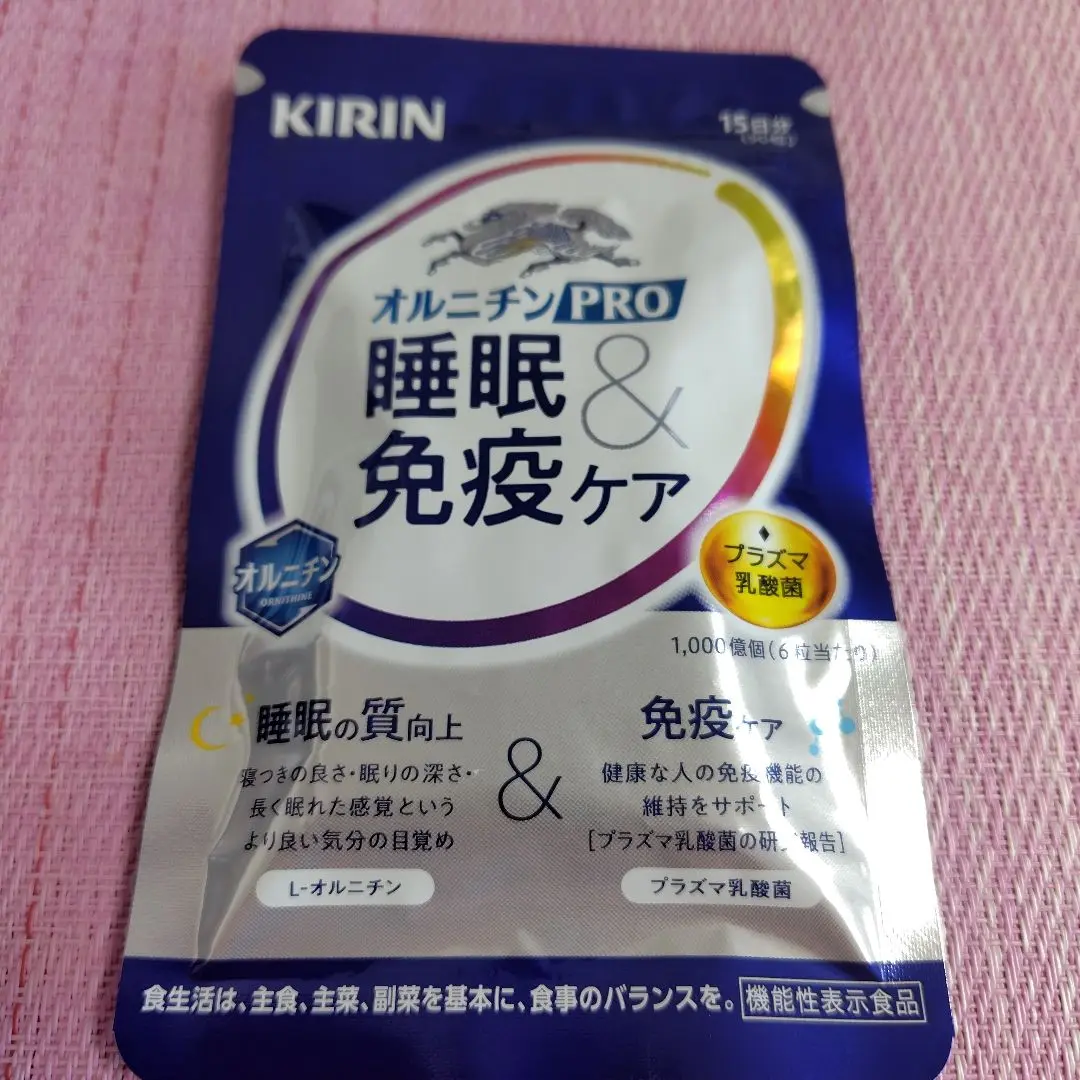 KIRIN
15日分
(90粒)
オルニチン PRO
睡眠 &
免疫ケア
オルニチン
ORNITHINE
プラズマ
乳酸菌
1,000億個(6粒当たり)
睡眠の質向上
寝つきの良さ・眠りの深さ・
長く眠れた感覚という
より良い気分の目覚め
L-オルニチン
&
免疫ケア
健康な人の免疫機能の
維持をサポート
[プラズマ乳酸菌の研究報告]
プラズマ乳酸菌
食生活は、主食、主菜、副菜を基本に、食事のバランスを。 機能性表示食品